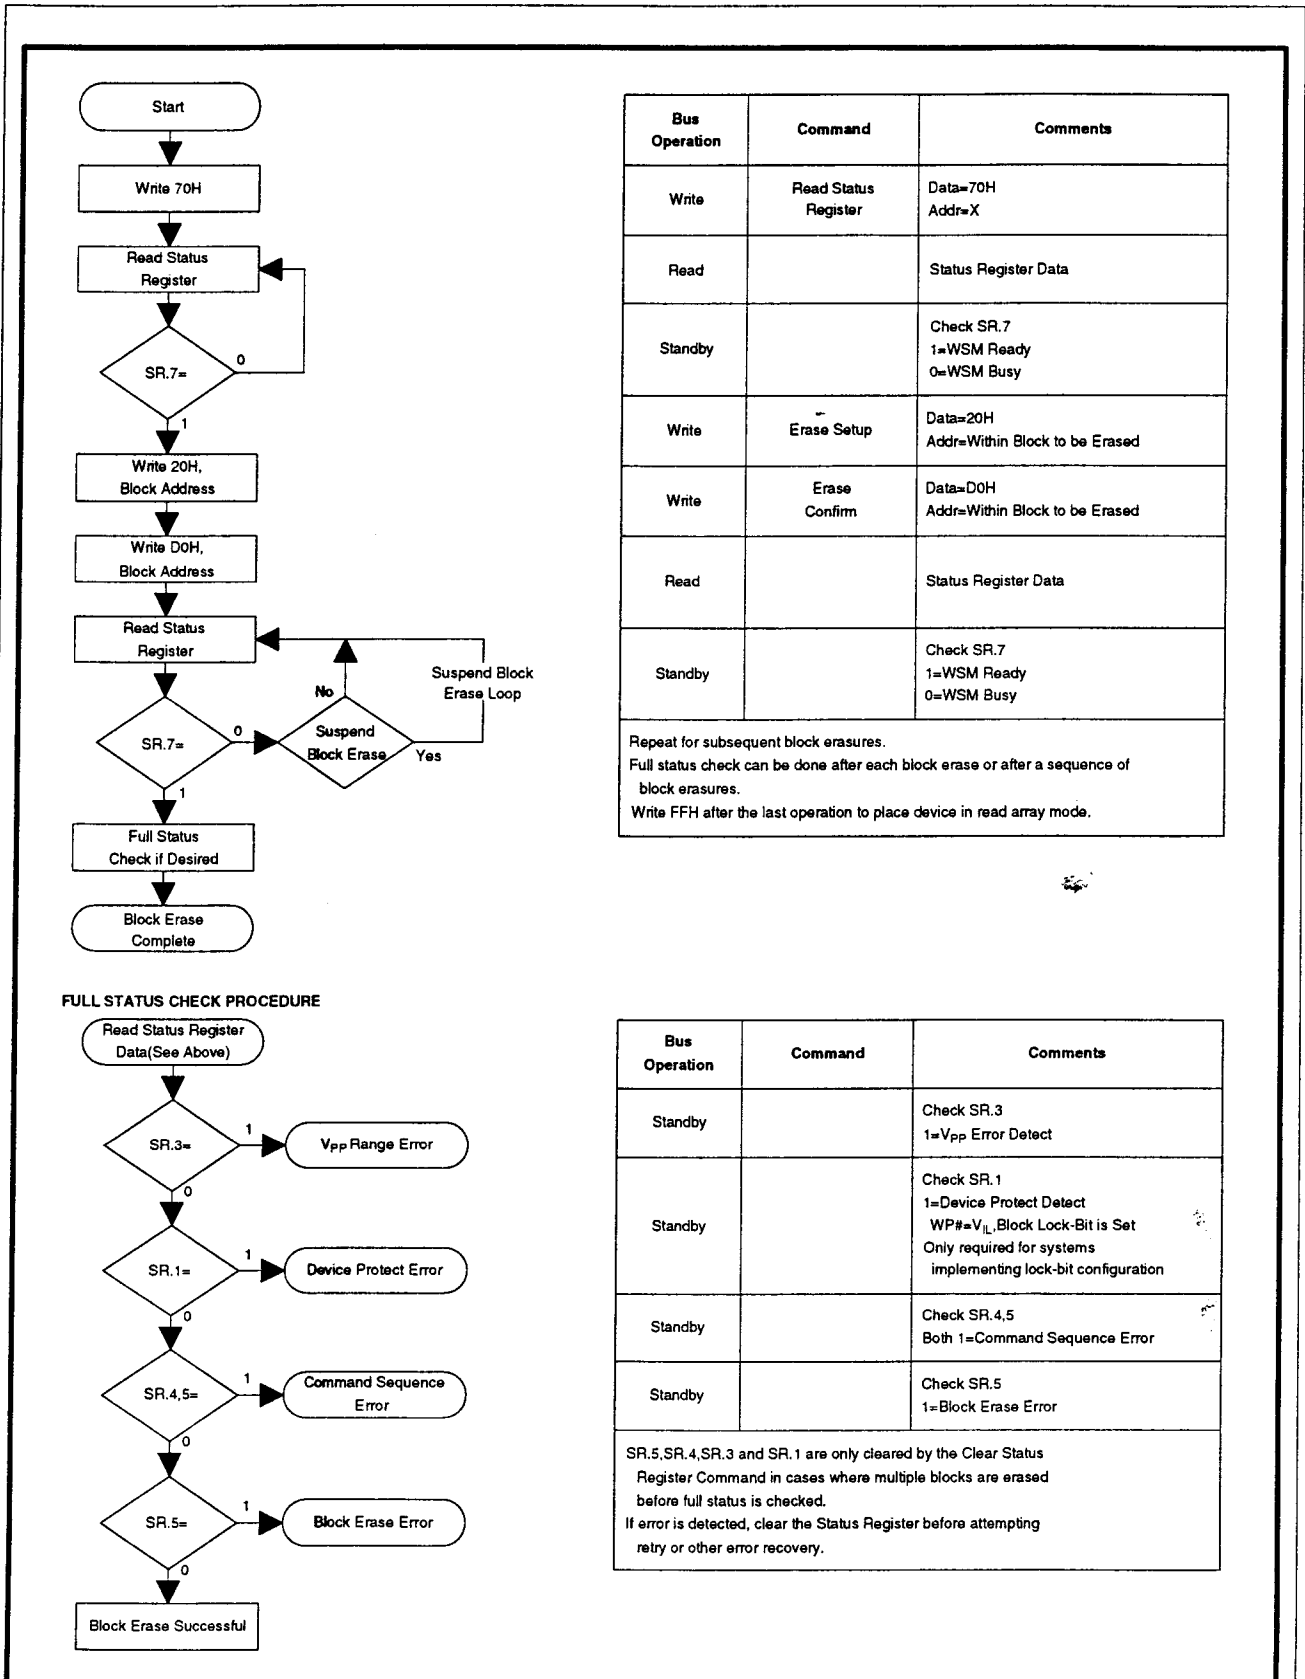 Start
Write 70H
Read Status
Register
SR.7=
0
1
Write 20H,
Block Address
Write D0H,
Block Address
Read Status
Register
Suspend Block
Erase Loop
No
SR.7=
0
Suspend
Block Erase
Yes
1
Full Status
Check if Desired
Block Erase
Complete
Bus
Operation
Command
Comments
Write
Read Status
Register
Data=70H
Addr=X
Read
Status Register Data
Standby
Check SR.7
1=WSM Ready
0=WSM Busy
Write
Erase Setup
Data=20H
Addr=Within Block to be Erased
Write
Erase
Confirm
Data=D0H
Addr=Within Block to be Erased
Read
Status Register Data
Standby
Check SR.7
1=WSM Ready
0=WSM Busy
Repeat for subsequent block erasures.
Full status check can be done after each block erase or after a sequence of
block erasures.
Write FFH after the last operation to place device in read array mode.
FULL STATUS CHECK PROCEDURE
Read Status Register
Data(See Above)
SR.3=
1
VPP Range Error
0
SR.1=
1
Device Protect Error
0
SR.4,5=
1
Command Sequence
Error
0
SR.5=
1
Block Erase Error
0
Block Erase Successful
Bus
Operation
Command
Comments
Standby
Check SR.3
1=VPP Error Detect
Standby
Check SR.1
1=Device Protect Detect
WP#=VIL,Block Lock-Bit is Set
Only required for systems
implementing lock-bit configuration
Standby
Check SR.4,5
Both 1=Command Sequence Error
Standby
Check SR.5
1=Block Erase Error
SR.5,SR.4,SR.3 and SR.1 are only cleared by the Clear Status
Register Command in cases where multiple blocks are erased
before full status is checked.
If error is detected, clear the Status Register before attempting
retry or other error recovery.